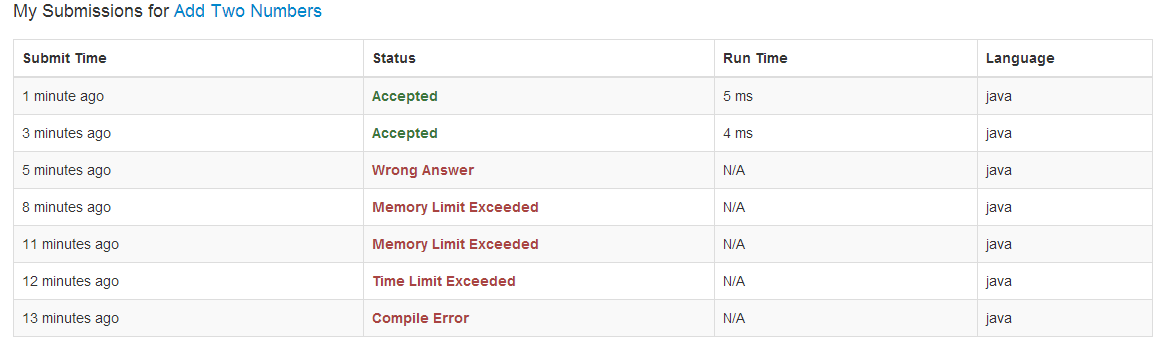 My Submissions for Add Two Numbers
Submit Time Status Run Time Language
1 minute ago Accepted 5 ms java
3 minutes ago Accepted 4 ms java
5 minutes ago Wrong Answer N/A java
8 minutes ago Memory Limit Exceeded N/A java
11 minutes ago Memory Limit Exceeded N/A java
12 minutes ago Time Limit Exceeded N/A java
13 minutes ago Compile Error N/A java